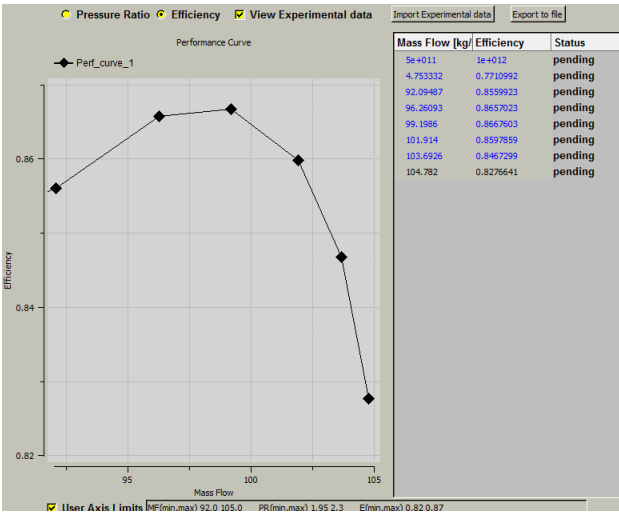 Pressure Ratio Efficiency View Experimental data Import Experimental data Export to file
Performance Curve
Perf_curve_1
Mass Flow [kg/ Efficiency Status
5e+011 1e+012 pending
4.753332 0.7710992 pending
92.09487 0.8559923 pending
96.26093 0.8657023 pending
99.1986 0.8667603 pending
101.914 0.8597859 pending
103.6926 0.8467299 pending
104.782 0.8276641 pending
0.86
0.84
0.82
Efficiency
95 100 105
Mass Flow
User Axis Limits MF(min,max) 92.0 105.0 PR(min,max) 1.95 2.3 E(min,max) 0.82 0.87